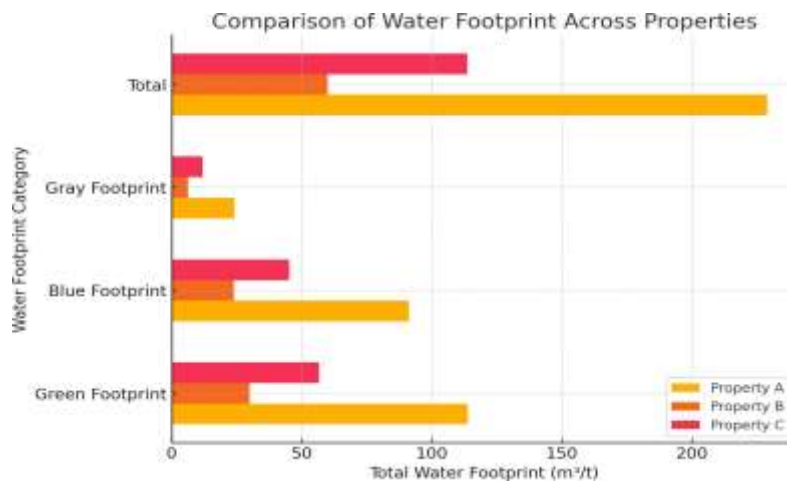 Comparison of Water Footprint Across Properties
Water Footprint Category
Total
Gray Footprint
Blue Footprint
Green Footprint
Property A
Property B
Property C
0 50 100 150 200
Total Water Footprint (m³/t)